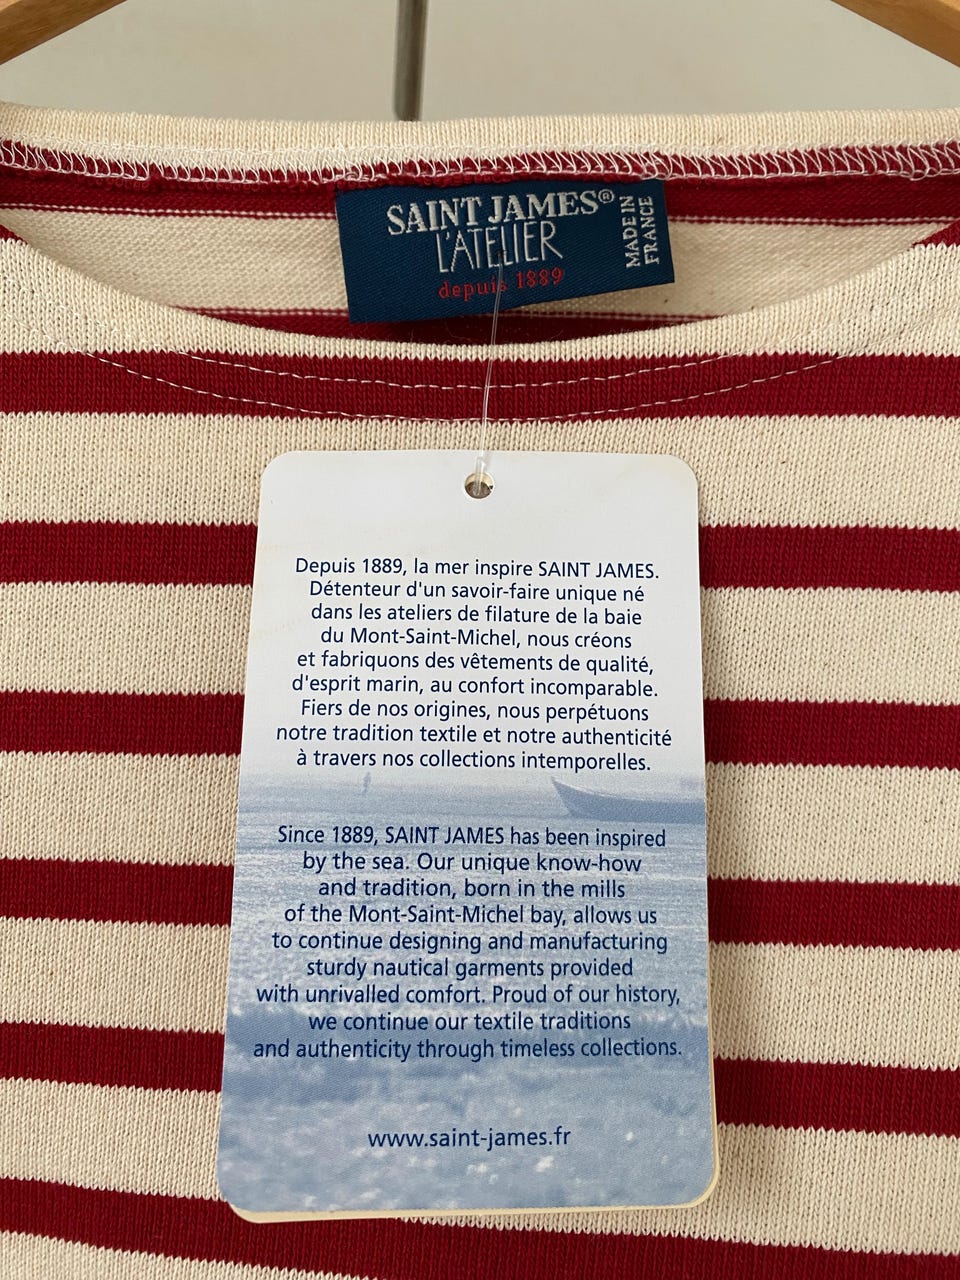 SAINT JAMES®
L'ATELIER
depuis 1889
MADE IN
FRANCE
Depuis 1889, la mer inspire SAINT JAMES.
Détenteur d'un savoir-faire unique né
dans les ateliers de filature de la baie
du Mont-Saint-Michel, nous créons
et fabriquons des vêtements de qualité,
d'esprit marin, au confort incomparable.
Fiers de nos origines, nous perpétuons
notre tradition textile et notre authenticité
à travers nos collections intemporelles.
Since 1889, SAINT JAMES has been inspired
by the sea. Our unique know-how
and tradition, born in the mills
of the Mont-Saint-Michel bay, allows us
to continue designing and manufacturing
sturdy nautical garments provided
with unrivalled comfort. Proud of our history,
we continue our textile traditions
and authenticity through timeless collections.
www.saint-james.fr